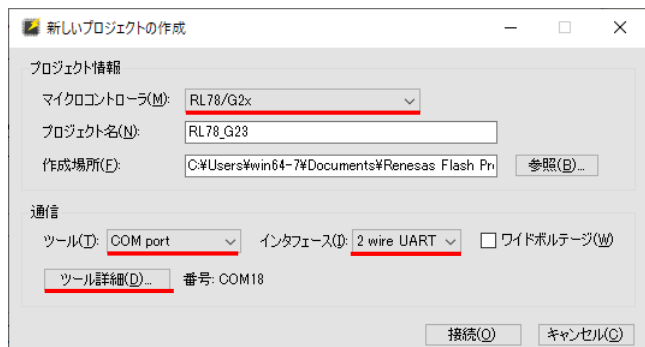 新しいプロジェクトの作成
プロジェクト情報
マイクロコントローラ(M): RL78/G2x
プロジェクト名(N): RL78_G23
作成場所(F): C:¥Users¥win64-7¥Documents¥Renesas Flash Pr 参照(B)...
通信
ツール(T): COM port インタフェース(I): 2 wire UART ワイドボルテージ(W)
ツール詳細(D)... 番号: COM18
接続(O) キャンセル(C)